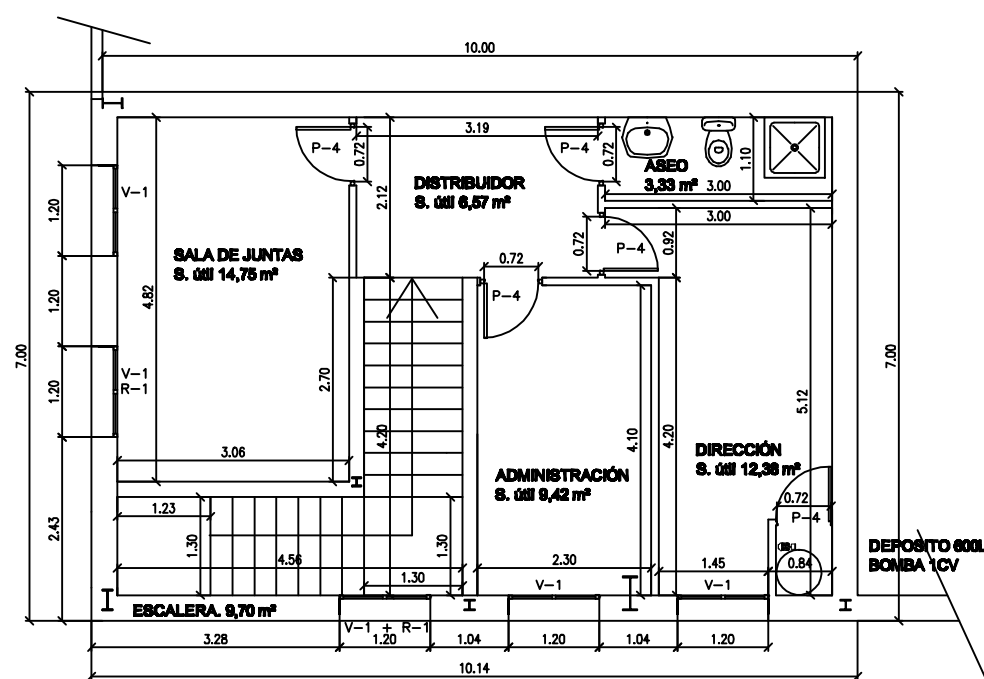 10.00
3.19
P-4
0.72
P-4
0.72
1.10
ASEO
3,33 m²
3.00
3.00
DISTRIBUIDOR
S. útil 6,57 m²
2.12
V-1
1.20
0.72
P-4
0.92
0.72
P-4
SALA DE JUNTAS
S. útil 14,75 m²
4.82
1.20
7.00
7.00
V-1
R-1
1.20
2.70
4.20
4.10
4.20
5.12
3.06
DIRECCIÓN
S. útil 12,38 m²
ADMINISTRACIÓN
S. útil 9,42 m²
0.72
P-4
1.23
2.43
1.30
4.56
1.30
1.30
2.30
1.45
0.84
DEPOSITO 600L
BOMBA 1CV
V-1
V-1
ESCALERA. 9,70 m²
V-1 + R-1
3.28
1.20
1.04
1.20
1.04
1.20
10.14